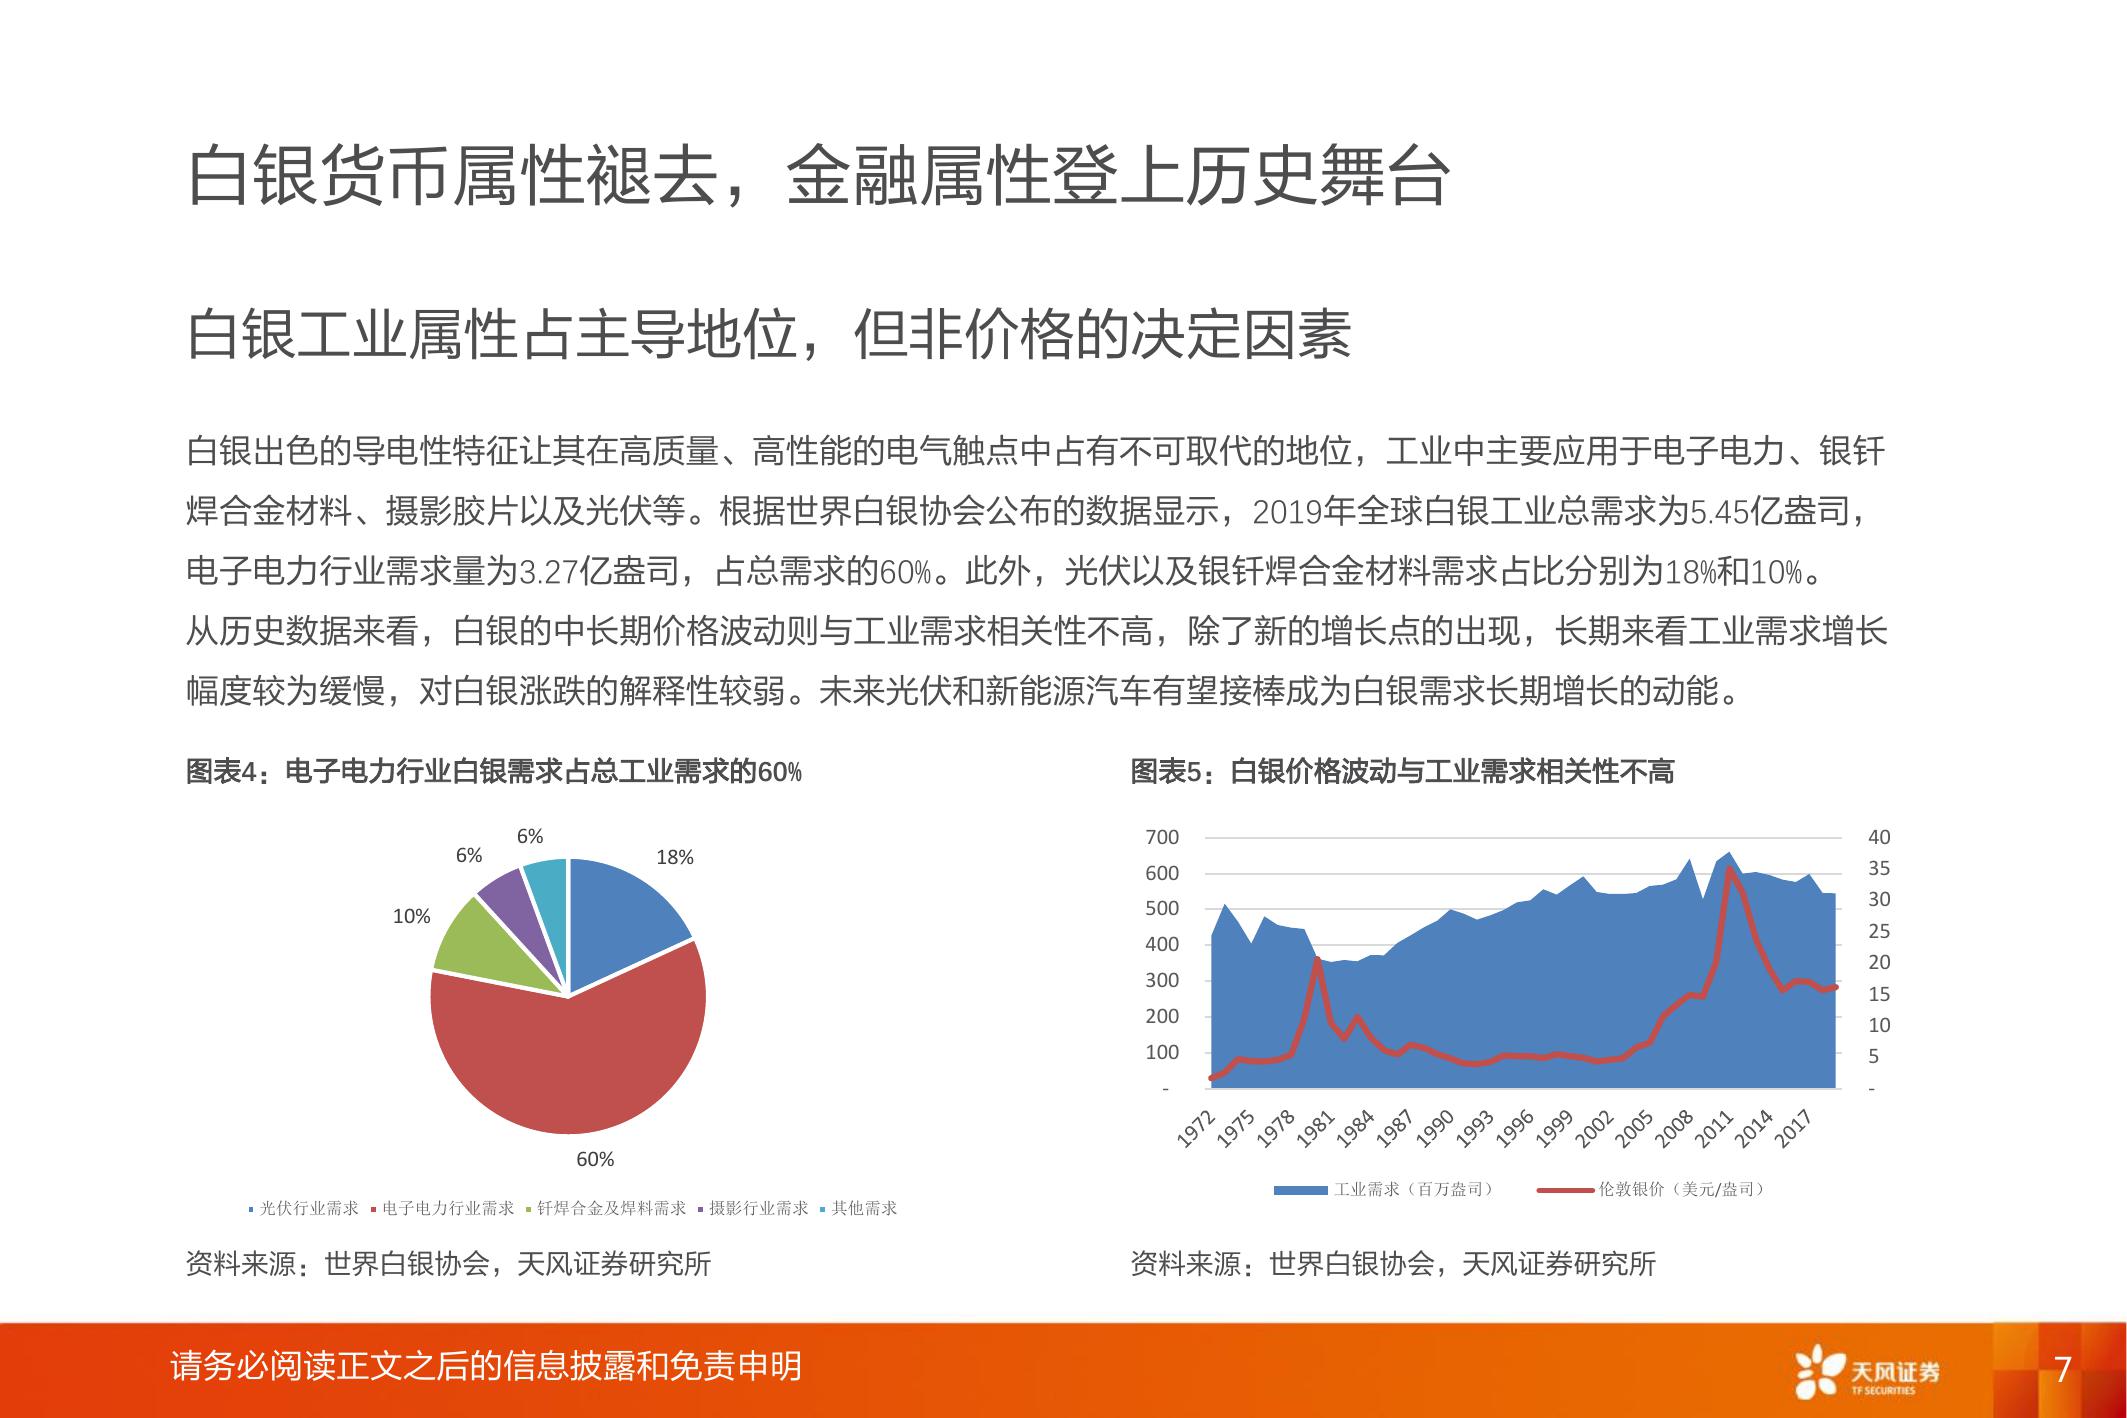 白银货币属性褪去，金融属性登上历史舞台
白银工业属性占主导地位，但非价格的决定因素
白银出色的导电性特征让其在高质量、高性能的电气触点中占有不可取代的地位，工业中主要应用于电子电力、银钎
焊合金材料、摄影胶片以及光伏等。根据世界白银协会公布的数据显示，2019年全球白银工业总需求为5.45亿盎司，
电子电力行业需求量为3.27亿盎司，占总需求的60%。此外，光伏以及银钎焊合金材料需求占比分别为18%和10%。
从历史数据来看，白银的中长期价格波动则与工业需求相关性不高，除了新的增长点的出现，长期来看工业需求增长
幅度较为缓慢，对白银涨跌的解释性较弱。未来光伏和新能源汽车有望接棒成为白银需求长期增长的动能。
图表4：电子电力行业白银需求占总工业需求的60%
6%
6%
18%
10%
60%
光伏行业需求 电子电力行业需求 钎焊合金及焊料需求 摄影行业需求 其他需求
资料来源：世界白银协会，天风证券研究所
图表5：白银价格波动与工业需求相关性不高
700
600
500
400
300
200
100
-
40
35
30
25
20
15
10
5
-
1972 1975 1978 1981 1984 1987 1990 1993 1996 1999 2002 2005 2008 2011 2014 2017
工业需求（百万盎司） 伦敦银价（美元/盎司）
资料来源：世界白银协会，天风证券研究所
请务必阅读正文之后的信息披露和免责申明
天风证券
TF SECURITIES
7